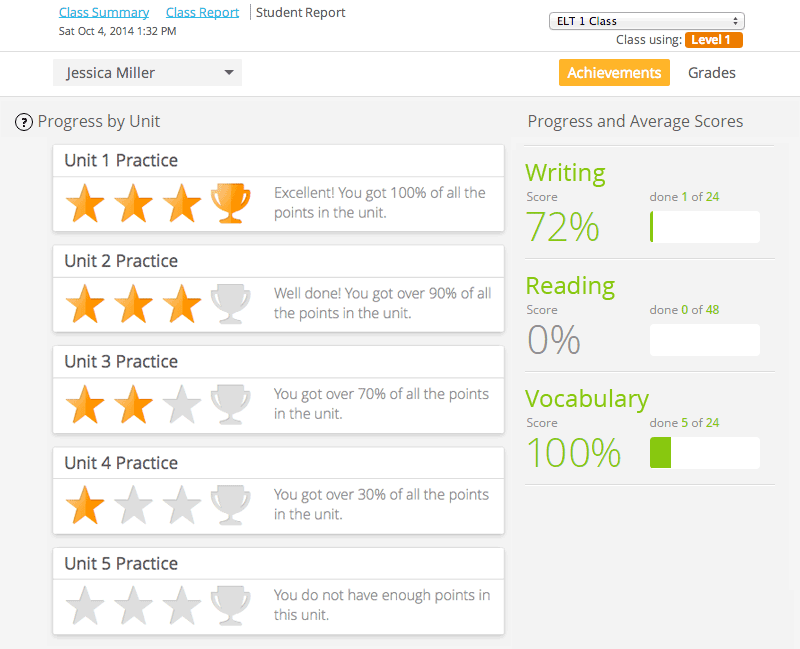 Class Summary Class Report Student Report
Sat Oct 4, 2014 1:32 PM
ELT 1 Class
Class using: Level 1
Jessica Miller
Achievements Grades
? Progress by Unit
Unit 1 Practice
Excellent! You got 100% of all the
points in the unit.
Unit 2 Practice
Well done! You got over 90% of all
the points in the unit.
Unit 3 Practice
You got over 70% of all the points
in the unit.
Unit 4 Practice
You got over 30% of all the points
in the unit.
Unit 5 Practice
You do not have enough points in
this unit.
Progress and Average Scores
Writing
Score done 1 of 24
72%
Reading
Score done 0 of 48
0%
Vocabulary
Score done 5 of 24
100%